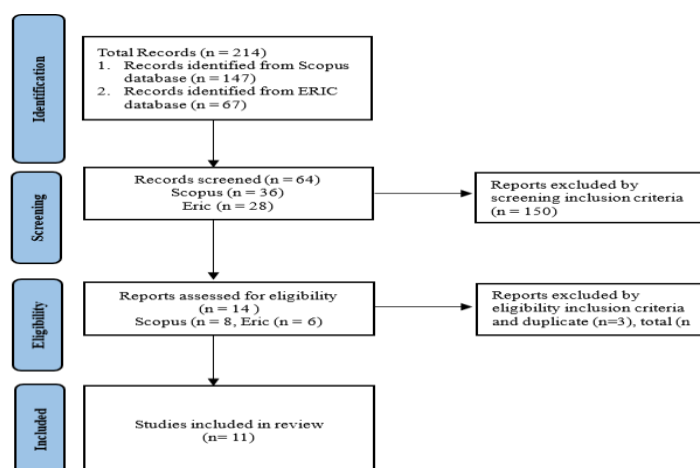 Identification
Total Records (n = 214)
1. Records identified from Scopus
database (n = 147)
2. Records identified from ERIC
database (n = 67)
Screening
Records screened (n = 64)
Scopus (n = 36)
Eric (n = 28)
Reports excluded by
screening inclusion criteria
(n = 150)
Eligibility
Reports assessed for eligibility
(n = 14 )
Scopus (n = 8, Eric (n = 6)
Reports excluded by
eligibility inclusion criteria
and duplicate (n=3), total (n
Included
Studies included in review
(n= 11)